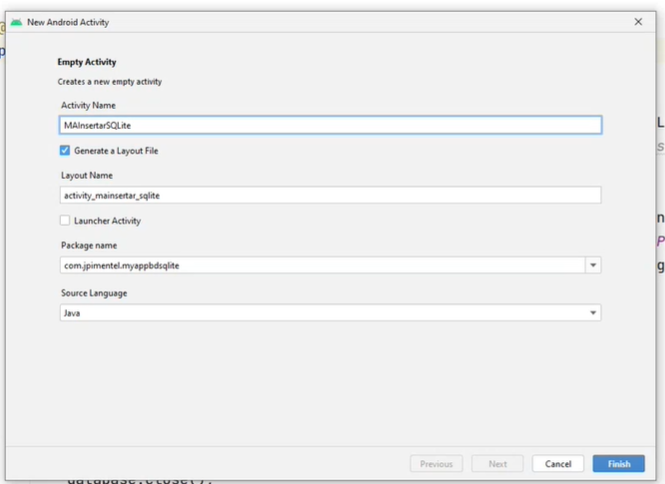 New Android Activity
Empty Activity
Creates a new empty activity
Activity Name
MAInsertarSQLite
Generate a Layout File
Layout Name
activity_mainsertar_sqlite
Launcher Activity
Package name
com.jpimentel.myappbdsqlite
Source Language
Java
Previous
Next
Cancel
Finish
database.close();